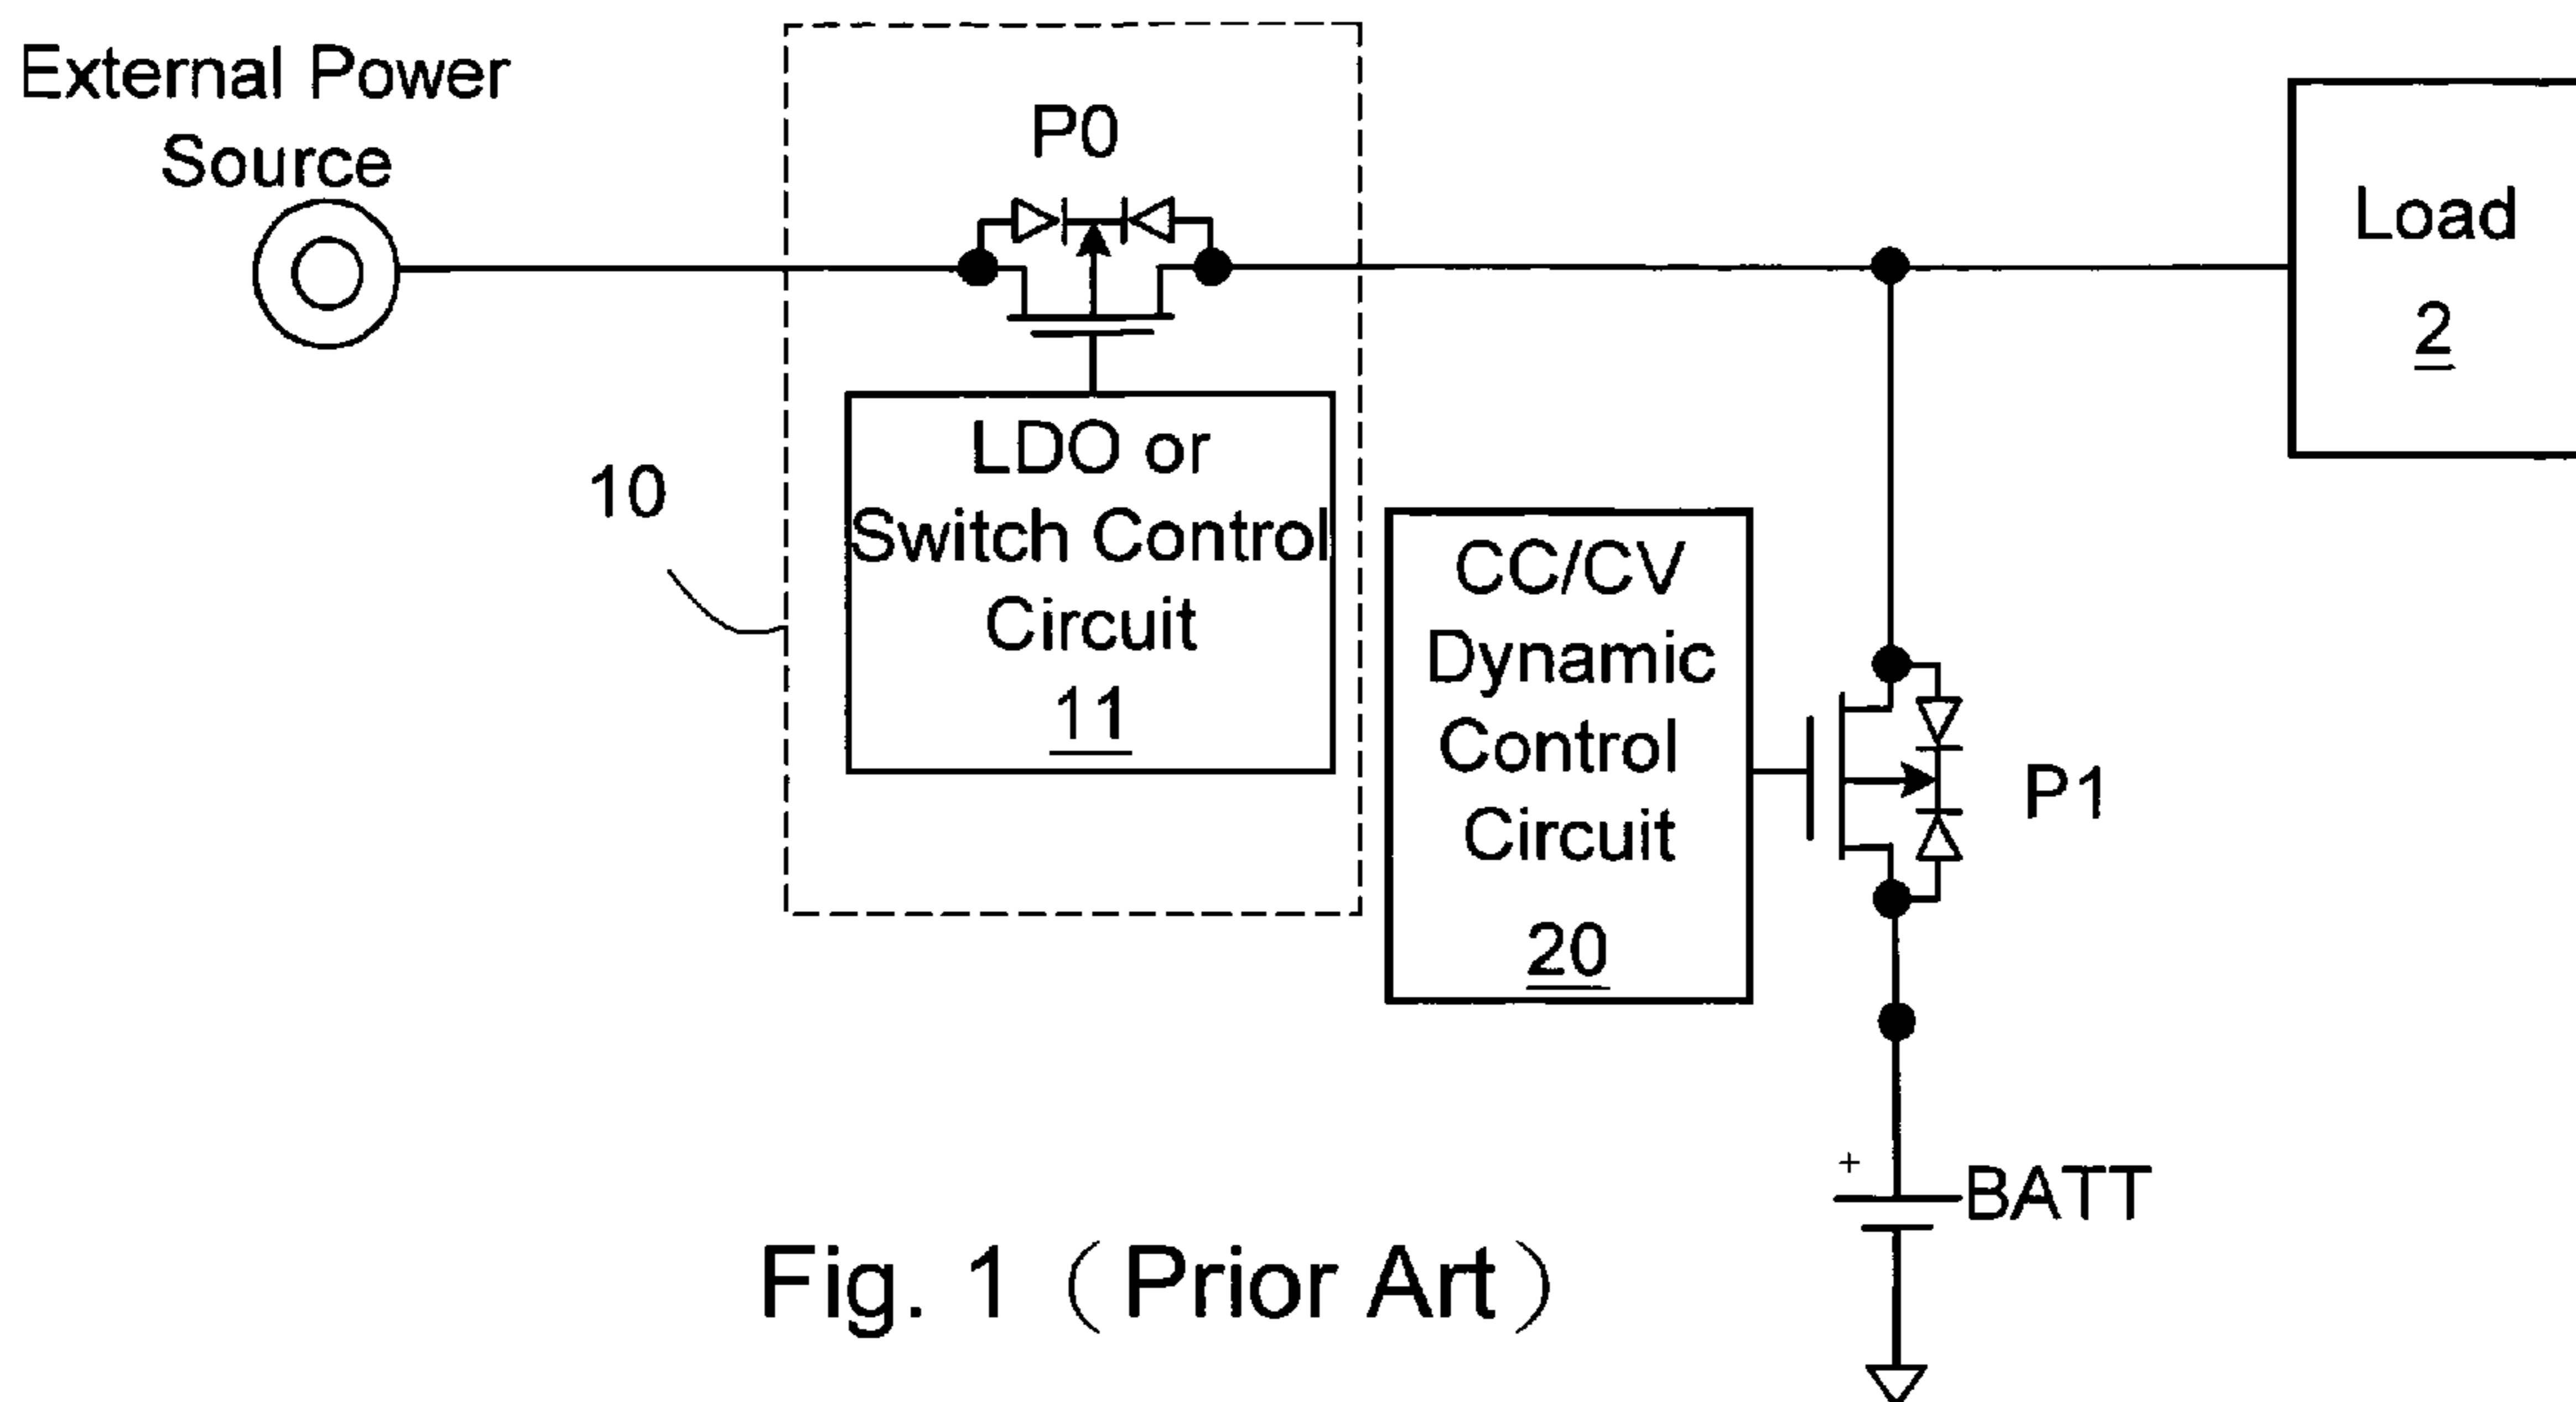 External Power
Source
P0
Load
2
10
LDO or
Switch Control
Circuit
11
CC/CV
Dynamic
Control
Circuit
20
P1
+
BATT
Fig. 1（Prior Art）